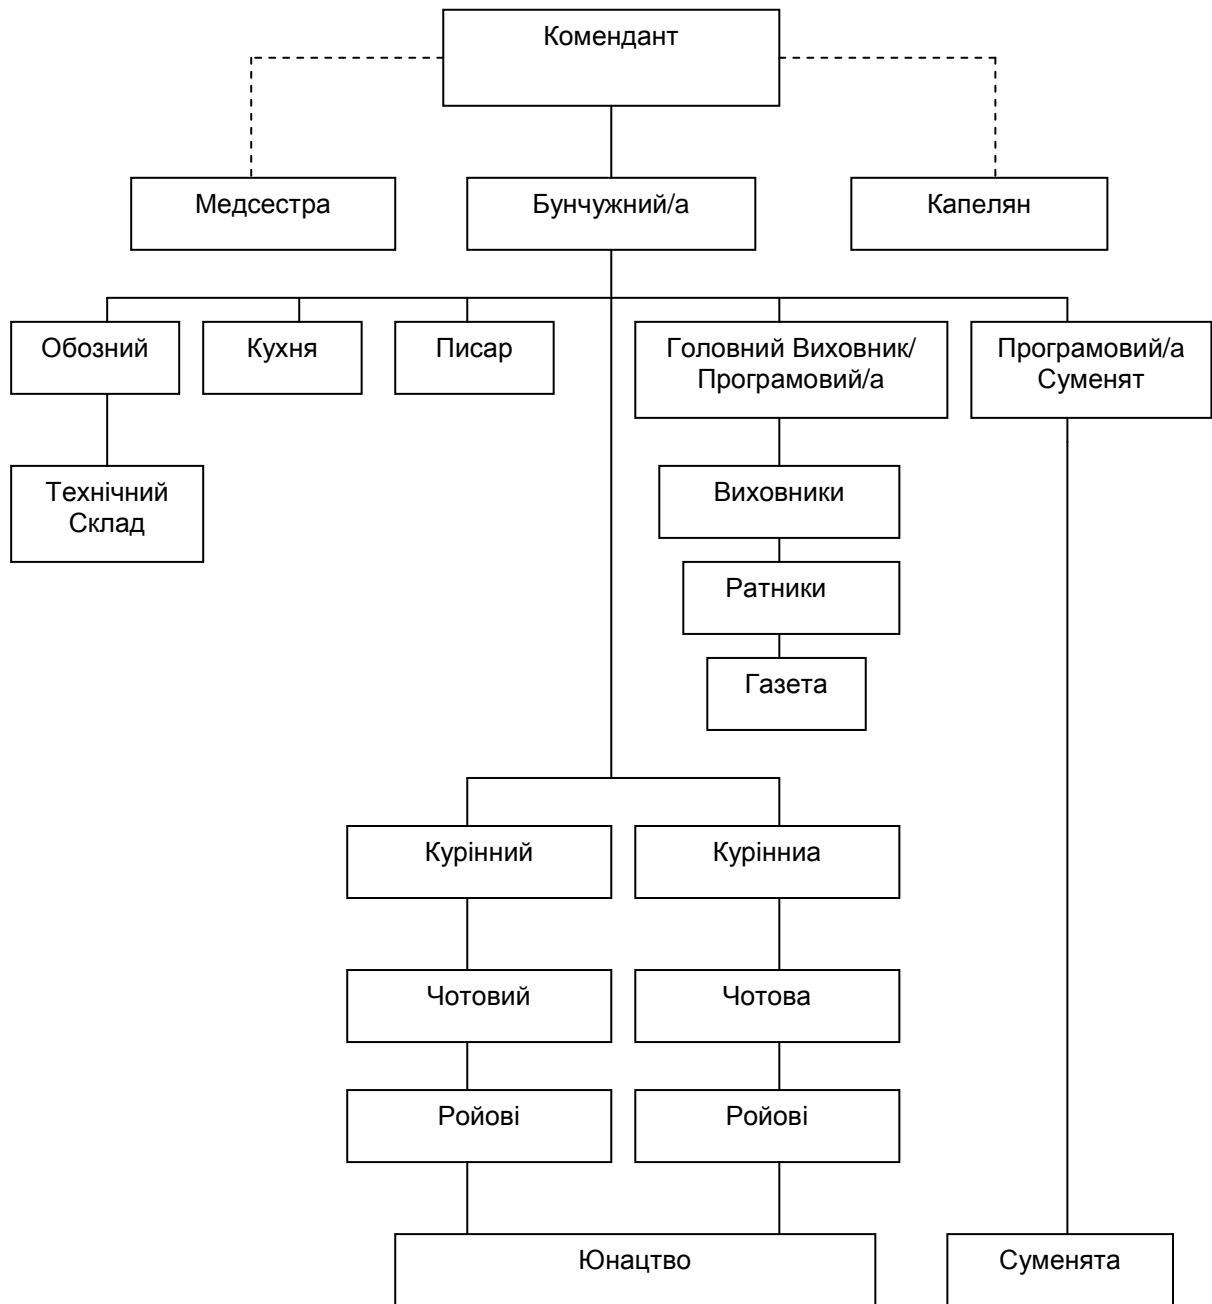 Комендант
Медсестра
Бунчужний/а
Капелян
Обозний
Кухня
Писар
Головний Виховник/
Програмовий/а
Програмовий/а
Суменят
Технічний
Склад
Виховники
Ратники
Газета
Курінний
Курінниа
Чотовий
Чотова
Ройові
Ройові
Юнацтво
Суменята